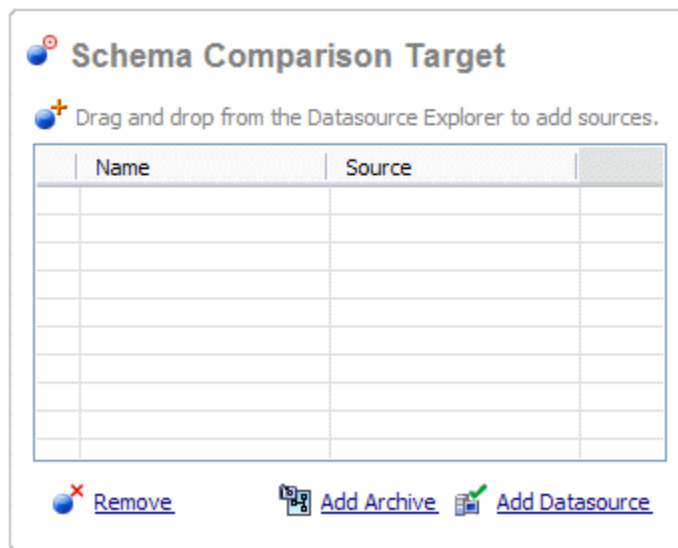 Schema Comparison Target
Drag and drop from the Datasource Explorer to add sources.
Name Source
Remove Add Archive Add Datasource